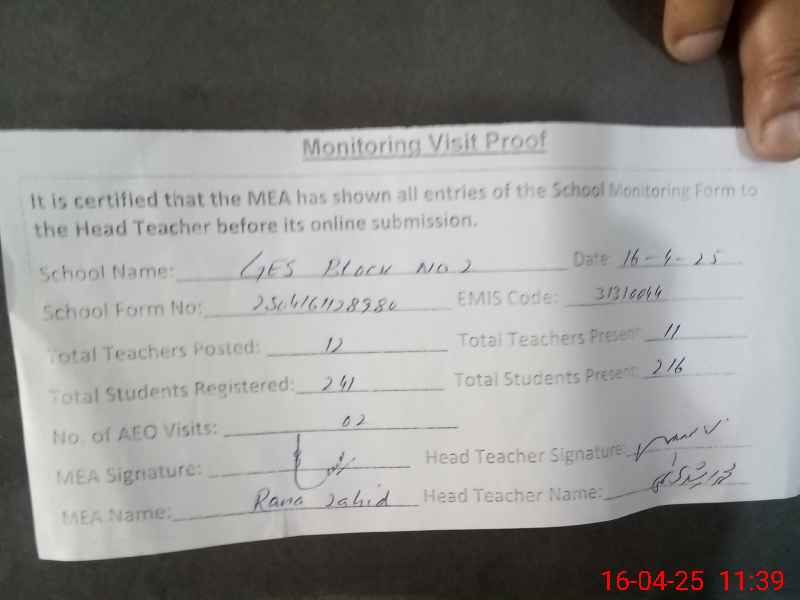 Monitoring Visit Proof
It is certified that the MEA has shown all entries of the School Monitoring Form to
the Head Teacher before its online submission.
School Name: GES Block No 2 Date 16-4-25
School Form No: 2504161128980 EMIS Code: 31310044
Total Teachers Posted: 12 Total Teachers Present 11
Total Students Registered: 241 Total Students Present: 216
No. of AEO Visits: 02
MEA Signature: Head Teacher Signature:
MEA Name: Rana Zahid Head Teacher Name:
16-04-25 11:39